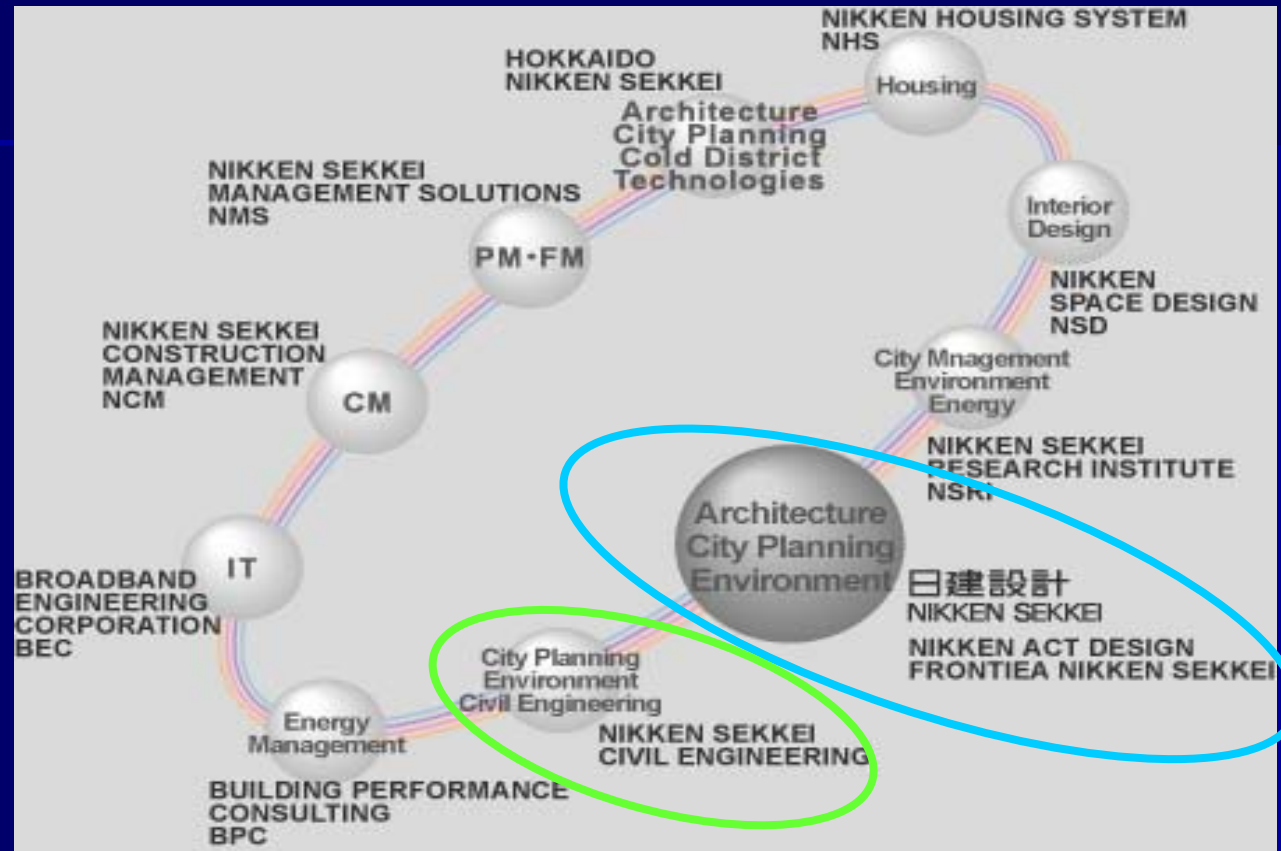 NIKKEN HOUSING SYSTEM
NHS
Housing
HOKKAIDO
NIKKEN SEKKEI
Architecture
City Planning
Cold District
Technologies
NIKKEN SEKKEI
MANAGEMENT SOLUTIONS
NMS
PM・FM
Interior
Design
NIKKEN
SPACE DESIGN
NSD
NIKKEN SEKKEI
CONSTRUCTION
MANAGEMENT
NCM
CM
City Mnagement
Environment
Energy
NIKKEN SEKKEI
RESEARCH INSTITUTE
NSRI
Architecture
City Planning
Environment
日建設計
NIKKEN SEKKEI
NIKKEN ACT DESIGN
FRONTIEA NIKKEN SEKKEI
IT
BROADBAND
ENGINEERING
CORPORATION
BEC
City Planning
Environment
Civil Engineering
NIKKEN SEKKEI
CIVIL ENGINEERING
Energy
Management
BUILDING PERFORMANCE
CONSULTING
BPC